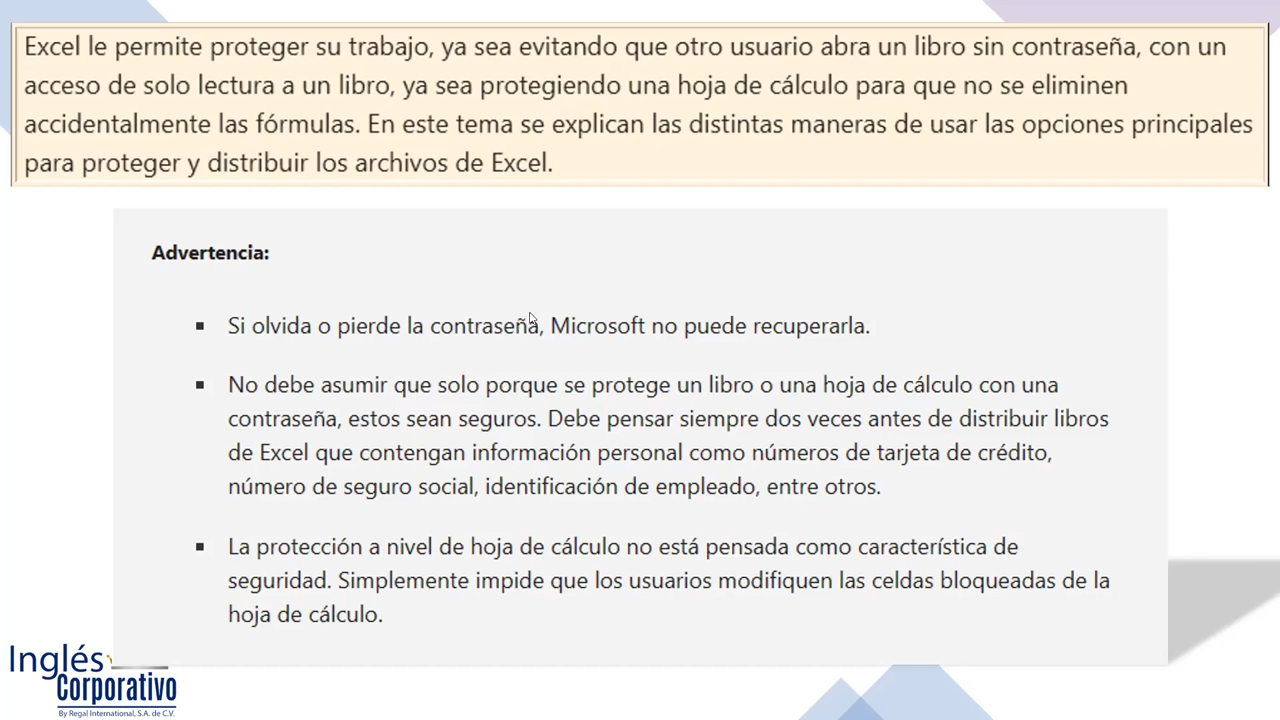 Excel le permite proteger su trabajo, ya sea evitando que otro usuario abra un libro sin contraseña, con un
acceso de solo lectura a un libro, ya sea protegiendo una hoja de cálculo para que no se eliminen
accidentalmente las fórmulas. En este tema se explican las distintas maneras de usar las opciones principales
para proteger y distribuir los archivos de Excel.
Advertencia:
▪ Si olvida o pierde la contraseña, Microsoft no puede recuperarla.
▪ No debe asumir que solo porque se protege un libro o una hoja de cálculo con una
contraseña, estos sean seguros. Debe pensar siempre dos veces antes de distribuir libros
de Excel que contengan información personal como números de tarjeta de crédito,
número de seguro social, identificación de empleado, entre otros.
▪ La protección a nivel de hoja de cálculo no está pensada como característica de
seguridad. Simplemente impide que los usuarios modifiquen las celdas bloqueadas de la
hoja de cálculo.
Inglés
Corporativo
By Regal International, S.A. de C.V.